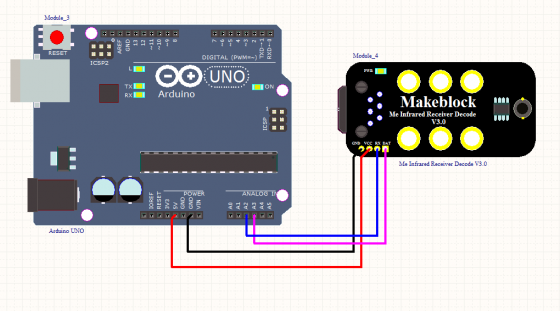 Module_3
RESET
ICSP2
AREF
GND
13
12
~11
~10
~9
8
7
~6
~5
4
~3
2
TXD-1
RXD-0
DIGITAL (PWM=~)
L
TX
RX
UNO
Arduino
ON
ICSP
POWER
ANALOG IN
IOREF
RESET
3V3
5V
GND
GND
VIN
A0
A1
A2
A3
A4
A5
Arduino UNO
Module_4
PWR
Makeblock
Me Infrared Receiver Decode
V3.0
GND VCC RX DAT
Me Infrared Receiver Decode V3.0